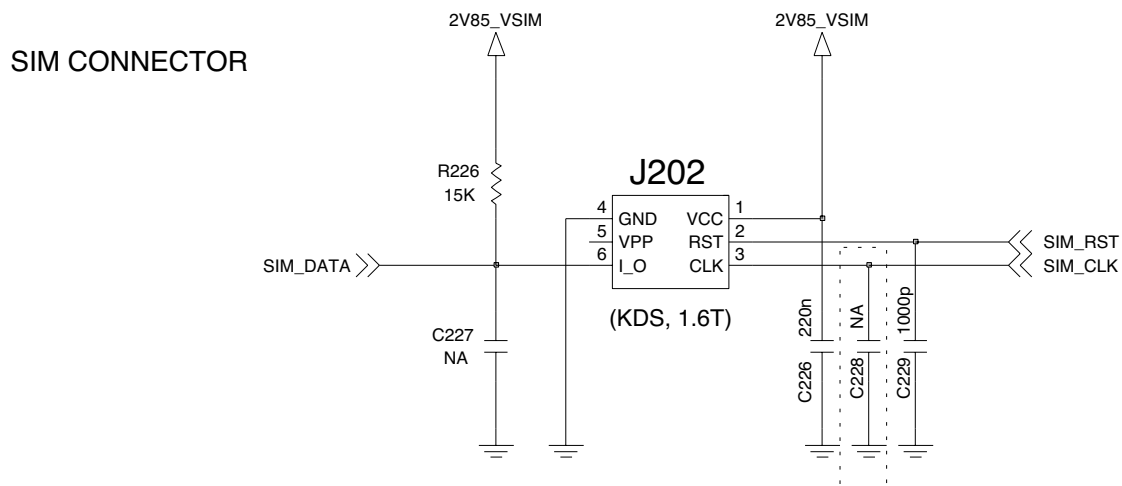 2V85_VSIM
2V85_VSIM
SIM CONNECTOR
R226
15K
J202
4
GND
VCC
1
5
VPP
RST
2
SIM_RST
6
I_O
CLK
3
SIM_DATA
SIM_CLK
(KDS, 1.6T)
C227
NA
220n
C226
NA
C228
1000p
C229